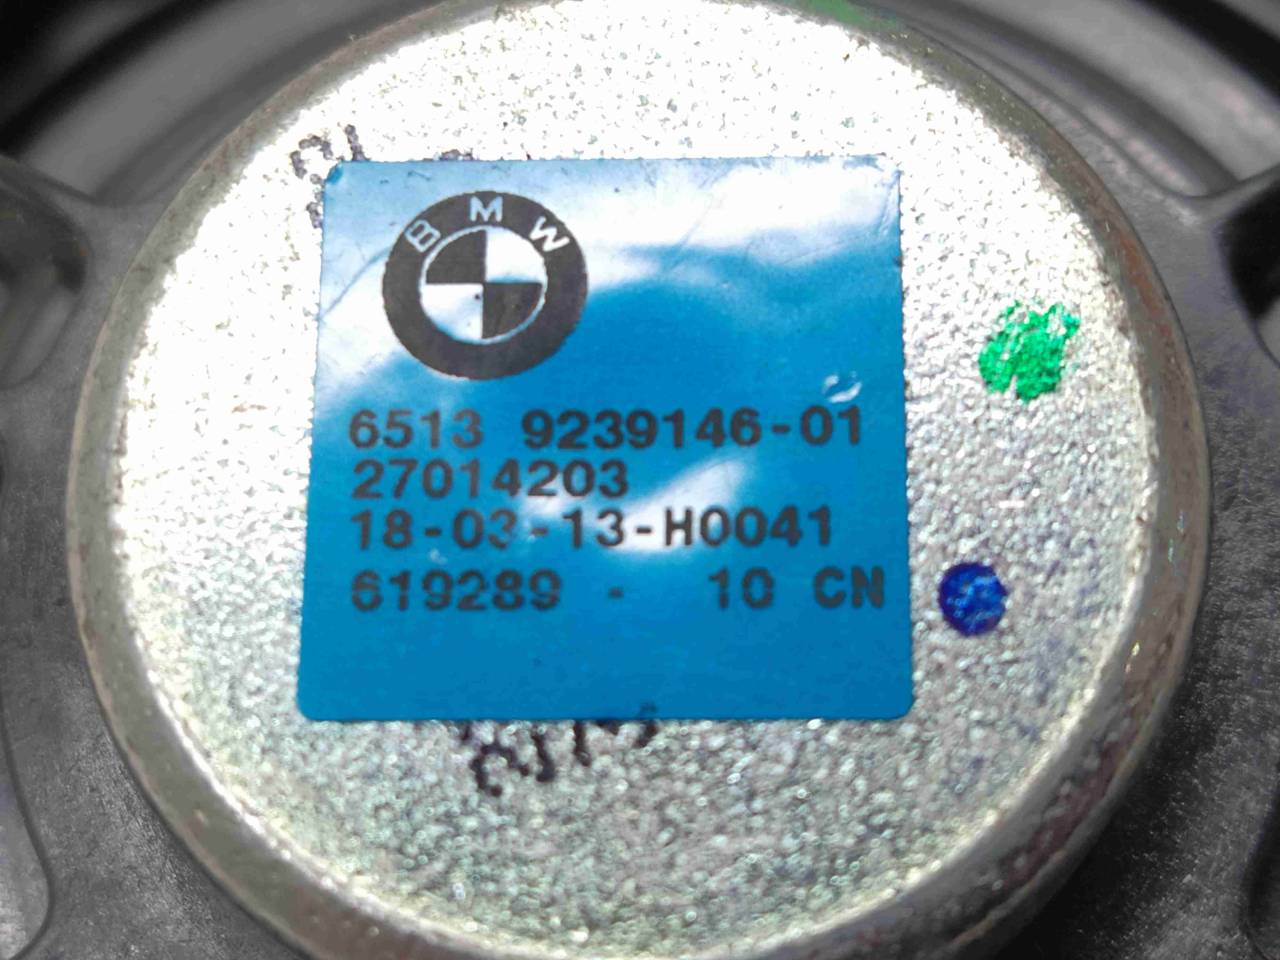 BMW
6513 9239146-01
27014203
18-03-13-H0041
619289 - 10 CN